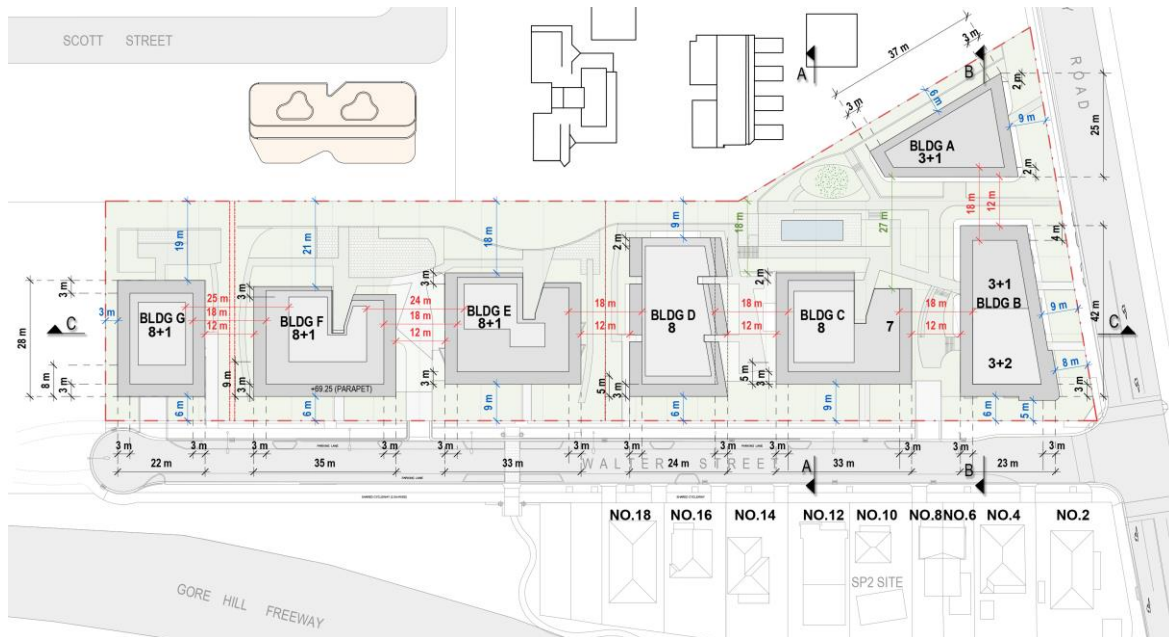 SCOTT STREET
ROAD
A
B
37 m
3 m
3 m
6 m
2 m
9 m
25 m
2 m
BLDG A
3+1
18 m
12 m
4 m
19 m
21 m
18 m
9 m
18 m
27 m
2 m
3 m
3 m
3 m
2 m
28 m
3 m
C
BLDG G
8+1
25 m
18 m
12 m
BLDG F
8+1
24 m
18 m
12 m
BLDG E
8+1
18 m
12 m
BLDG D
8
18 m
12 m
BLDG C
8
7
18 m
12 m
3+1
BLDG B
3+2
9 m
42 m
C
8 m
8 m
3 m
9 m
3 m
+69.25 (PARAPET)
3 m
5 m
5 m
3 m
3 m
6 m
6 m
9 m
6 m
9 m
6 m
5 m
PARKING LANE
PARKING LANE
3 m
3 m
3 m
3 m
3 m
3 m
3 m
3 m
3 m
3 m
3 m
3 m
22 m
35 m
33 m
24 m
33 m
23 m
WALTER STREET
PARKING LANE
A
B
NO.18
NO.16
NO.14
NO.12
NO.10
NO.8
NO.6
NO.4
NO.2
SP2 SITE
GORE HILL FREEWAY